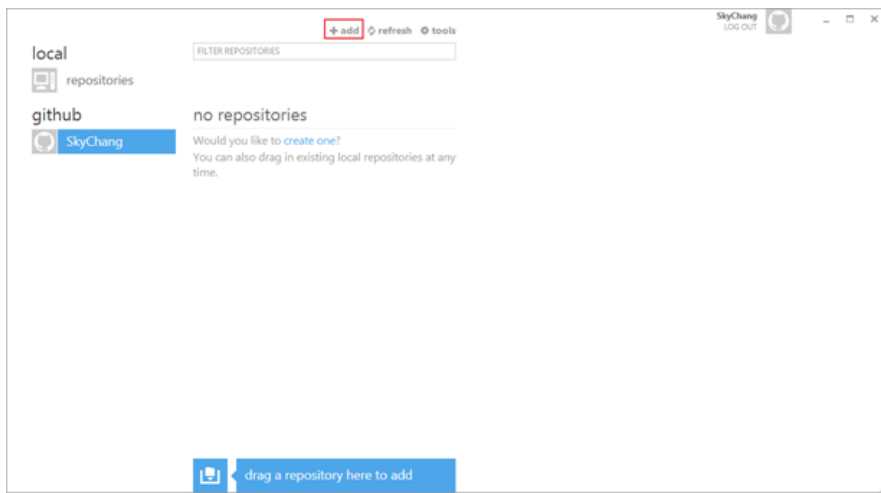 SkyChang
LOG OUT
add refresh tools
FILTER REPOSITORIES
local
repositories
github
SkyChang
no repositories
Would you like to create one?
You can also drag in existing local repositories at any
time.
drag a repository here to add